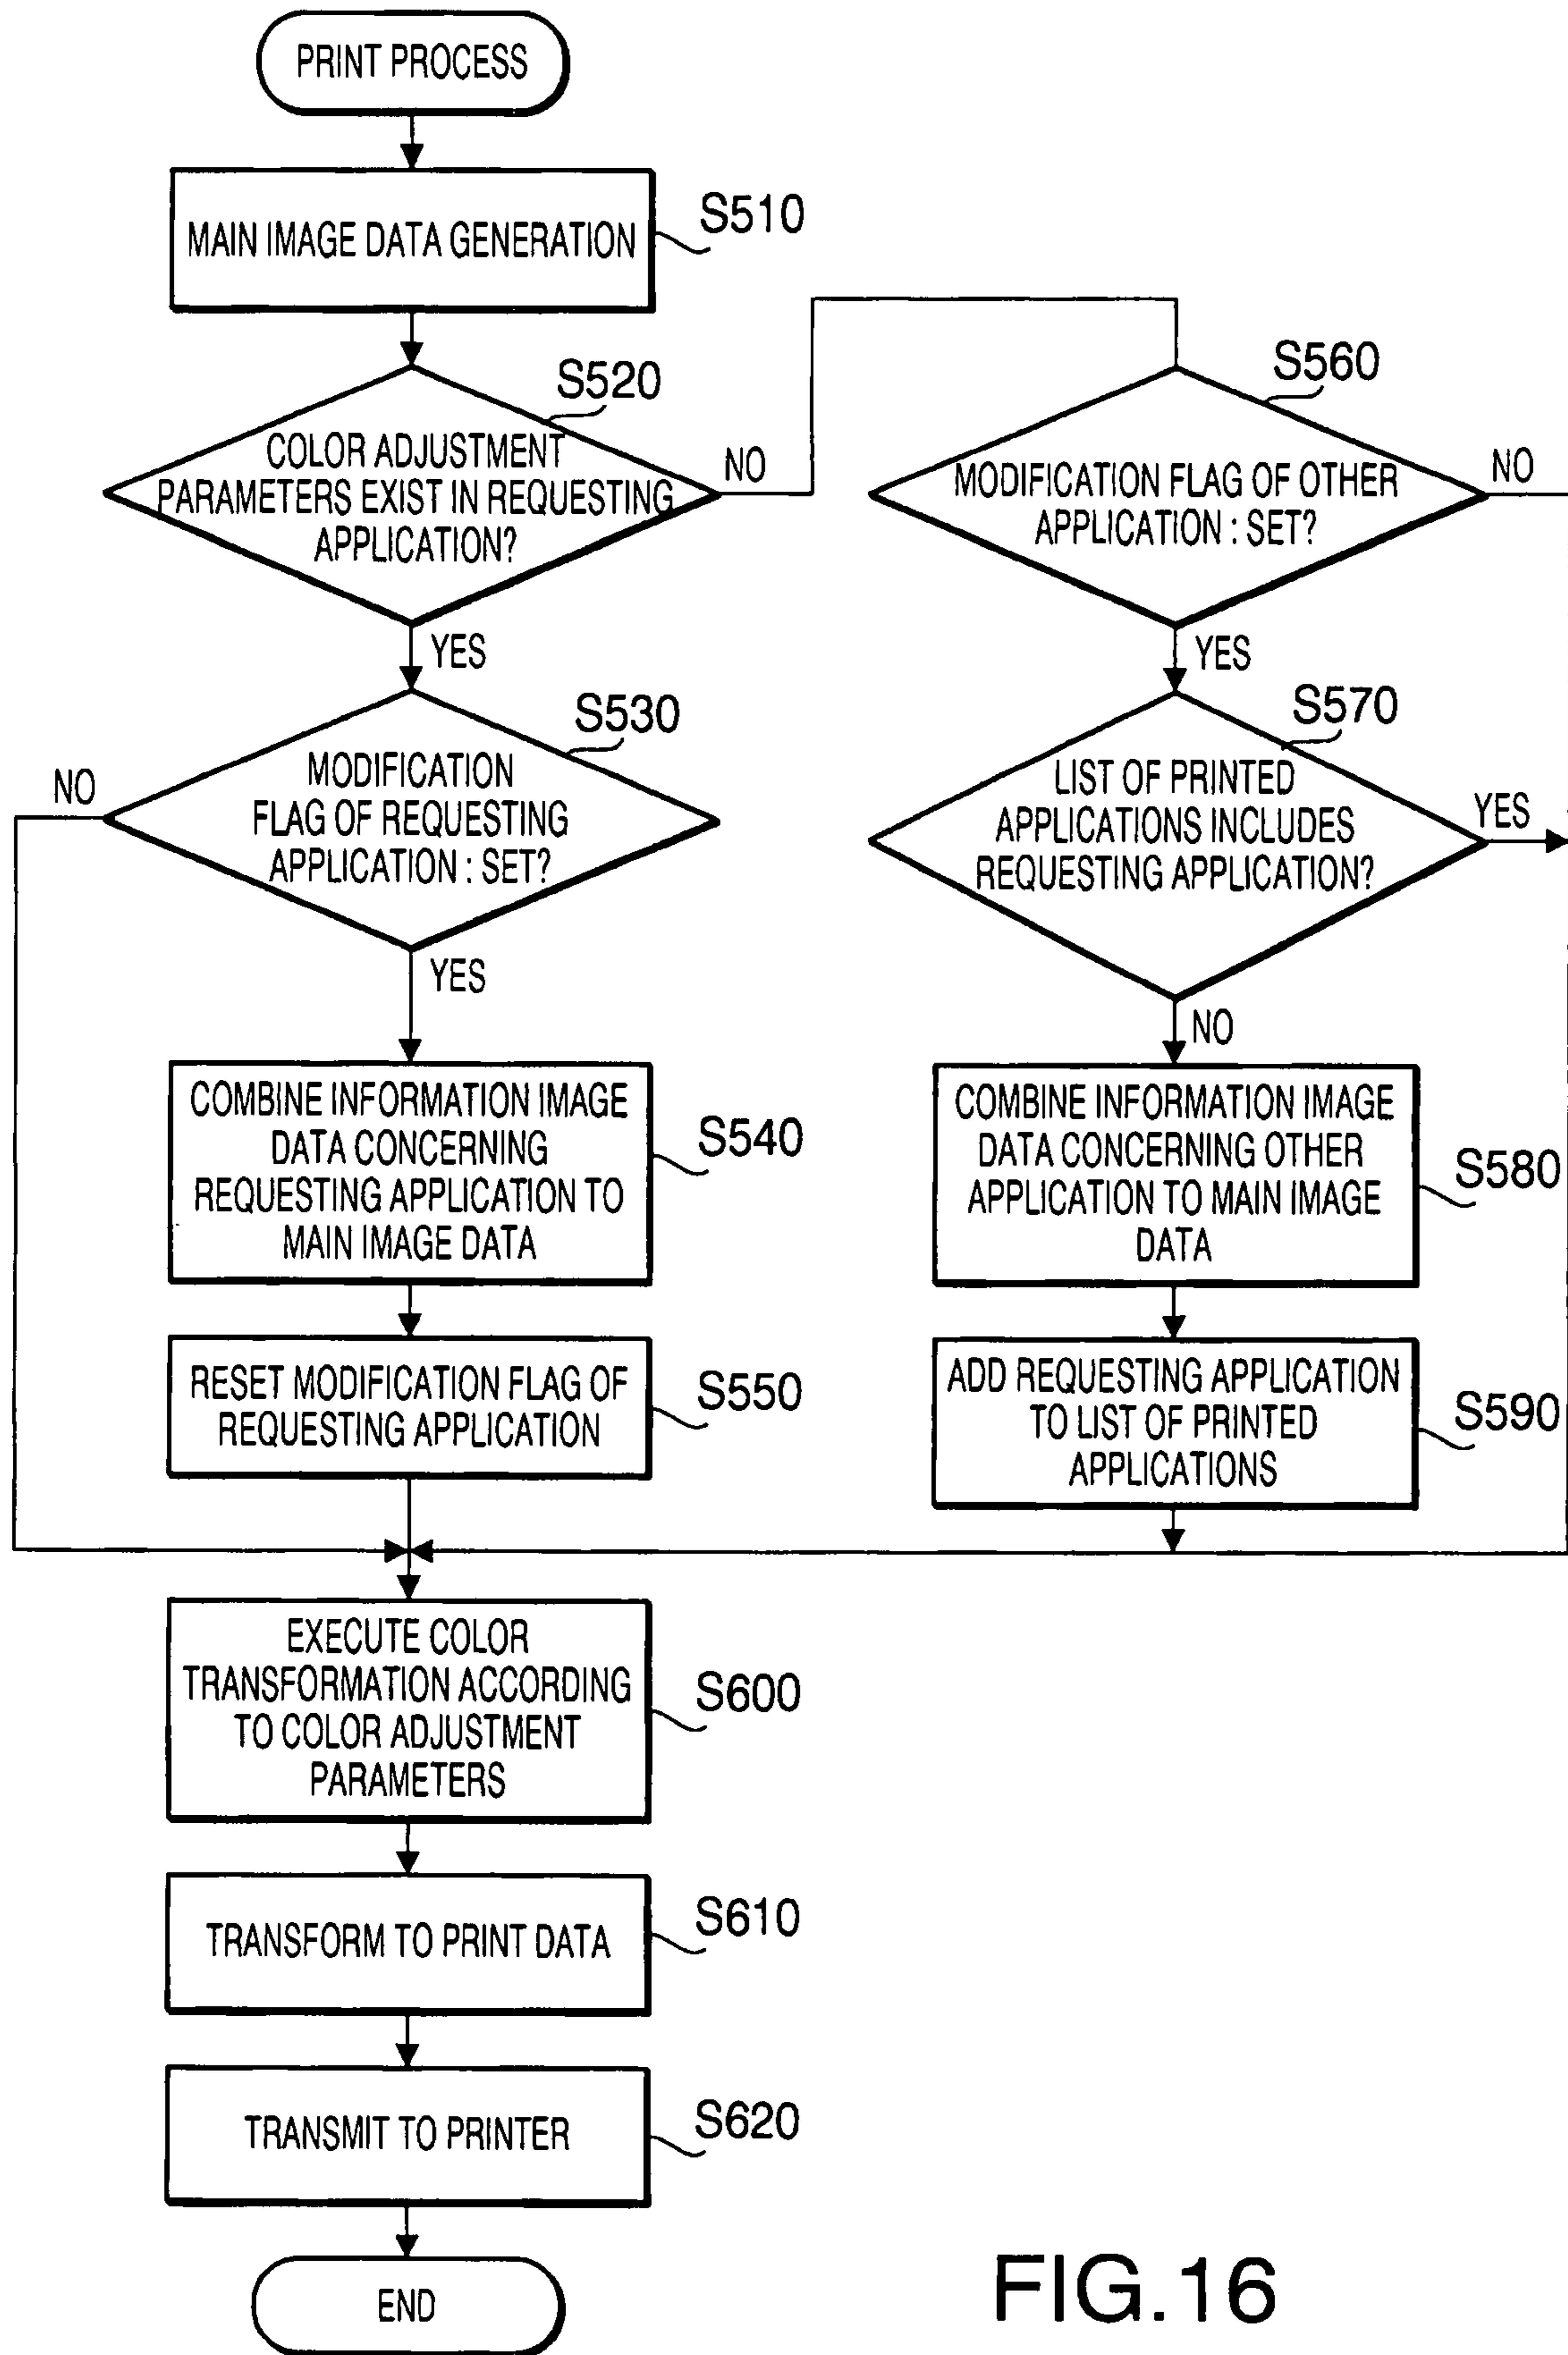 PRINT PROCESS
MAIN IMAGE DATA GENERATION
S510
S520
COLOR ADJUSTMENT
PARAMETERS EXIST IN REQUESTING
APPLICATION?
NO
YES
S530
MODIFICATION
FLAG OF REQUESTING
APPLICATION : SET?
NO
YES
COMBINE INFORMATION IMAGE
DATA CONCERNING
REQUESTING APPLICATION TO
MAIN IMAGE DATA
S540
RESET MODIFICATION FLAG OF
REQUESTING APPLICATION
S550
S560
MODIFICATION FLAG OF OTHER
APPLICATION : SET?
NO
YES
S570
LIST OF PRINTED
APPLICATIONS INCLUDES
REQUESTING APPLICATION?
YES
NO
COMBINE INFORMATION IMAGE
DATA CONCERNING OTHER
APPLICATION TO MAIN IMAGE
DATA
S580
ADD REQUESTING APPLICATION
TO LIST OF PRINTED
APPLICATIONS
S590
EXECUTE COLOR
TRANSFORMATION ACCORDING
TO COLOR ADJUSTMENT
PARAMETERS
S600
TRANSFORM TO PRINT DATA
S610
TRANSMIT TO PRINTER
S620
END
FIG.16